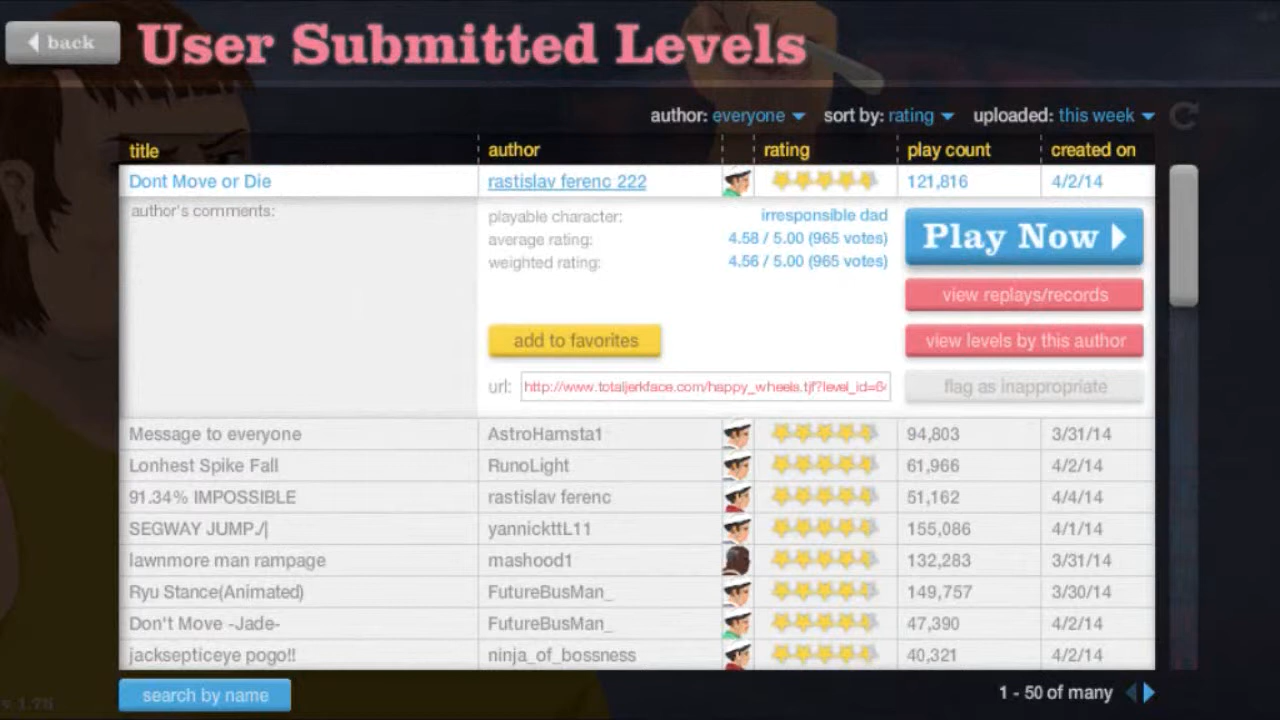 back
User Submitted Levels
author: everyone sort by: rating uploaded: this week
title author rating play count created on
Dont Move or Die rastislav ferenc 222 121,816 4/2/14
author's comments:
playable character: irresponsible dad
average rating: 4.58 / 5.00 (965 votes)
weighted rating: 4.56 / 5.00 (965 votes)
Play Now
view replays/records
add to favorites
view levels by this author
url: http://www.totaljerkface.com/happy_wheels.tjf?level_id=6
flag as inappropriate
Message to everyone AstroHamsta1 94,803 3/31/14
Lonhest Spike Fall RunoLight 61,966 4/2/14
91.34% IMPOSSIBLE rastislav ferenc 51,162 4/4/14
SEGWAY JUMP./| yannickttL11 155,086 4/1/14
lawnmore man rampage mashood1 132,283 3/31/14
Ryu Stance(Animated) FutureBusMan_ 149,757 3/30/14
Don't Move -Jade- FutureBusMan_ 47,390 4/2/14
jacksepticeye pogo!! ninja_of_bossness 40,321 4/2/14
search by name
1 - 50 of many